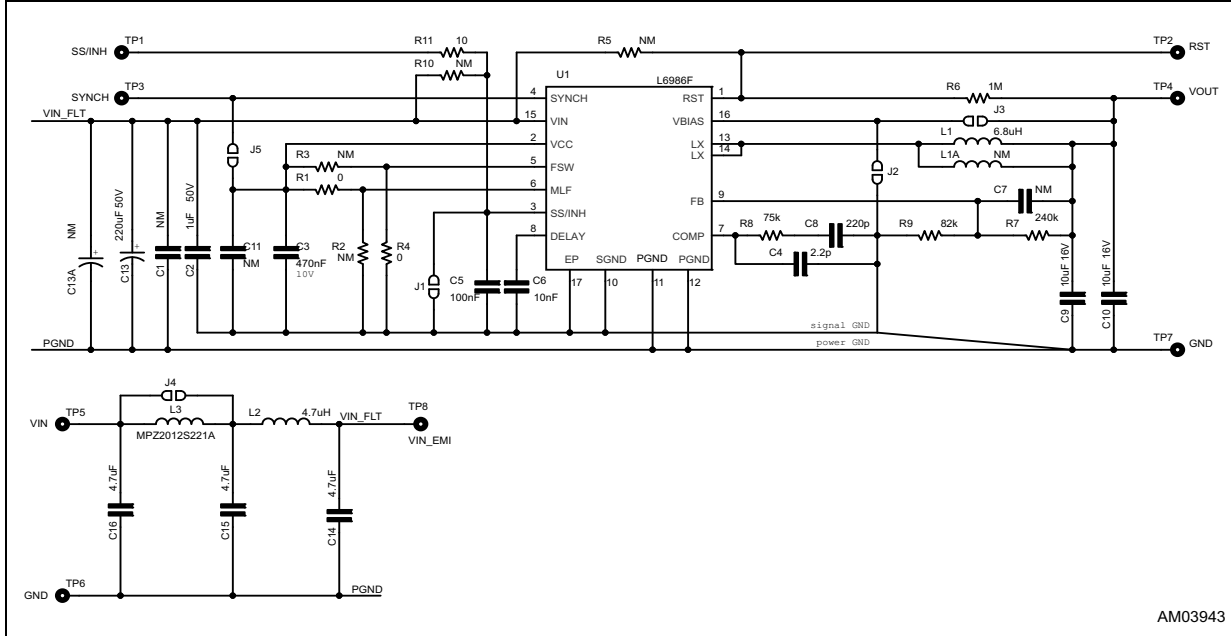 R11 10
SS/INH TP1
R10 NM
R5 NM
TP2 RST
SYNCH TP3
U1 L6986F
R6 1M
TP4 VOUT
VIN_FLT
J3
4 SYNCH
RST 1
15 VIN
VBIAS 16
2 VCC
LX 13
LX 14
L1 6.8uH
L1A NM
J5
R3 NM
5 FSW
R1 0
6 MLF
J2
C7 NM
FB 9
3 SS/INH
8 DELAY
COMP 7
R8 75k
C8 220p
R9 82k
R7 240k
C4 2.2p
EP SGND PGND PGND
17 10 11 12
C13A NM
C13 220uF 50V
C1 NM
C2 1uF 50V
C11 NM
C3 470nF
10V
R2 NM
R4 0
J1
C5 100nF
C6 10nF
C9 10uF 16V
C10 10uF 16V
signal GND
power GND
PGND
TP7 GND
J4
VIN TP5
L3
MPZ2012S221A
L2 4.7uH
VIN_FLT
TP8
VIN_EMI
C16 4.7uF
C15 4.7uF
C14 4.7uF
GND TP6
PGND
AM03943